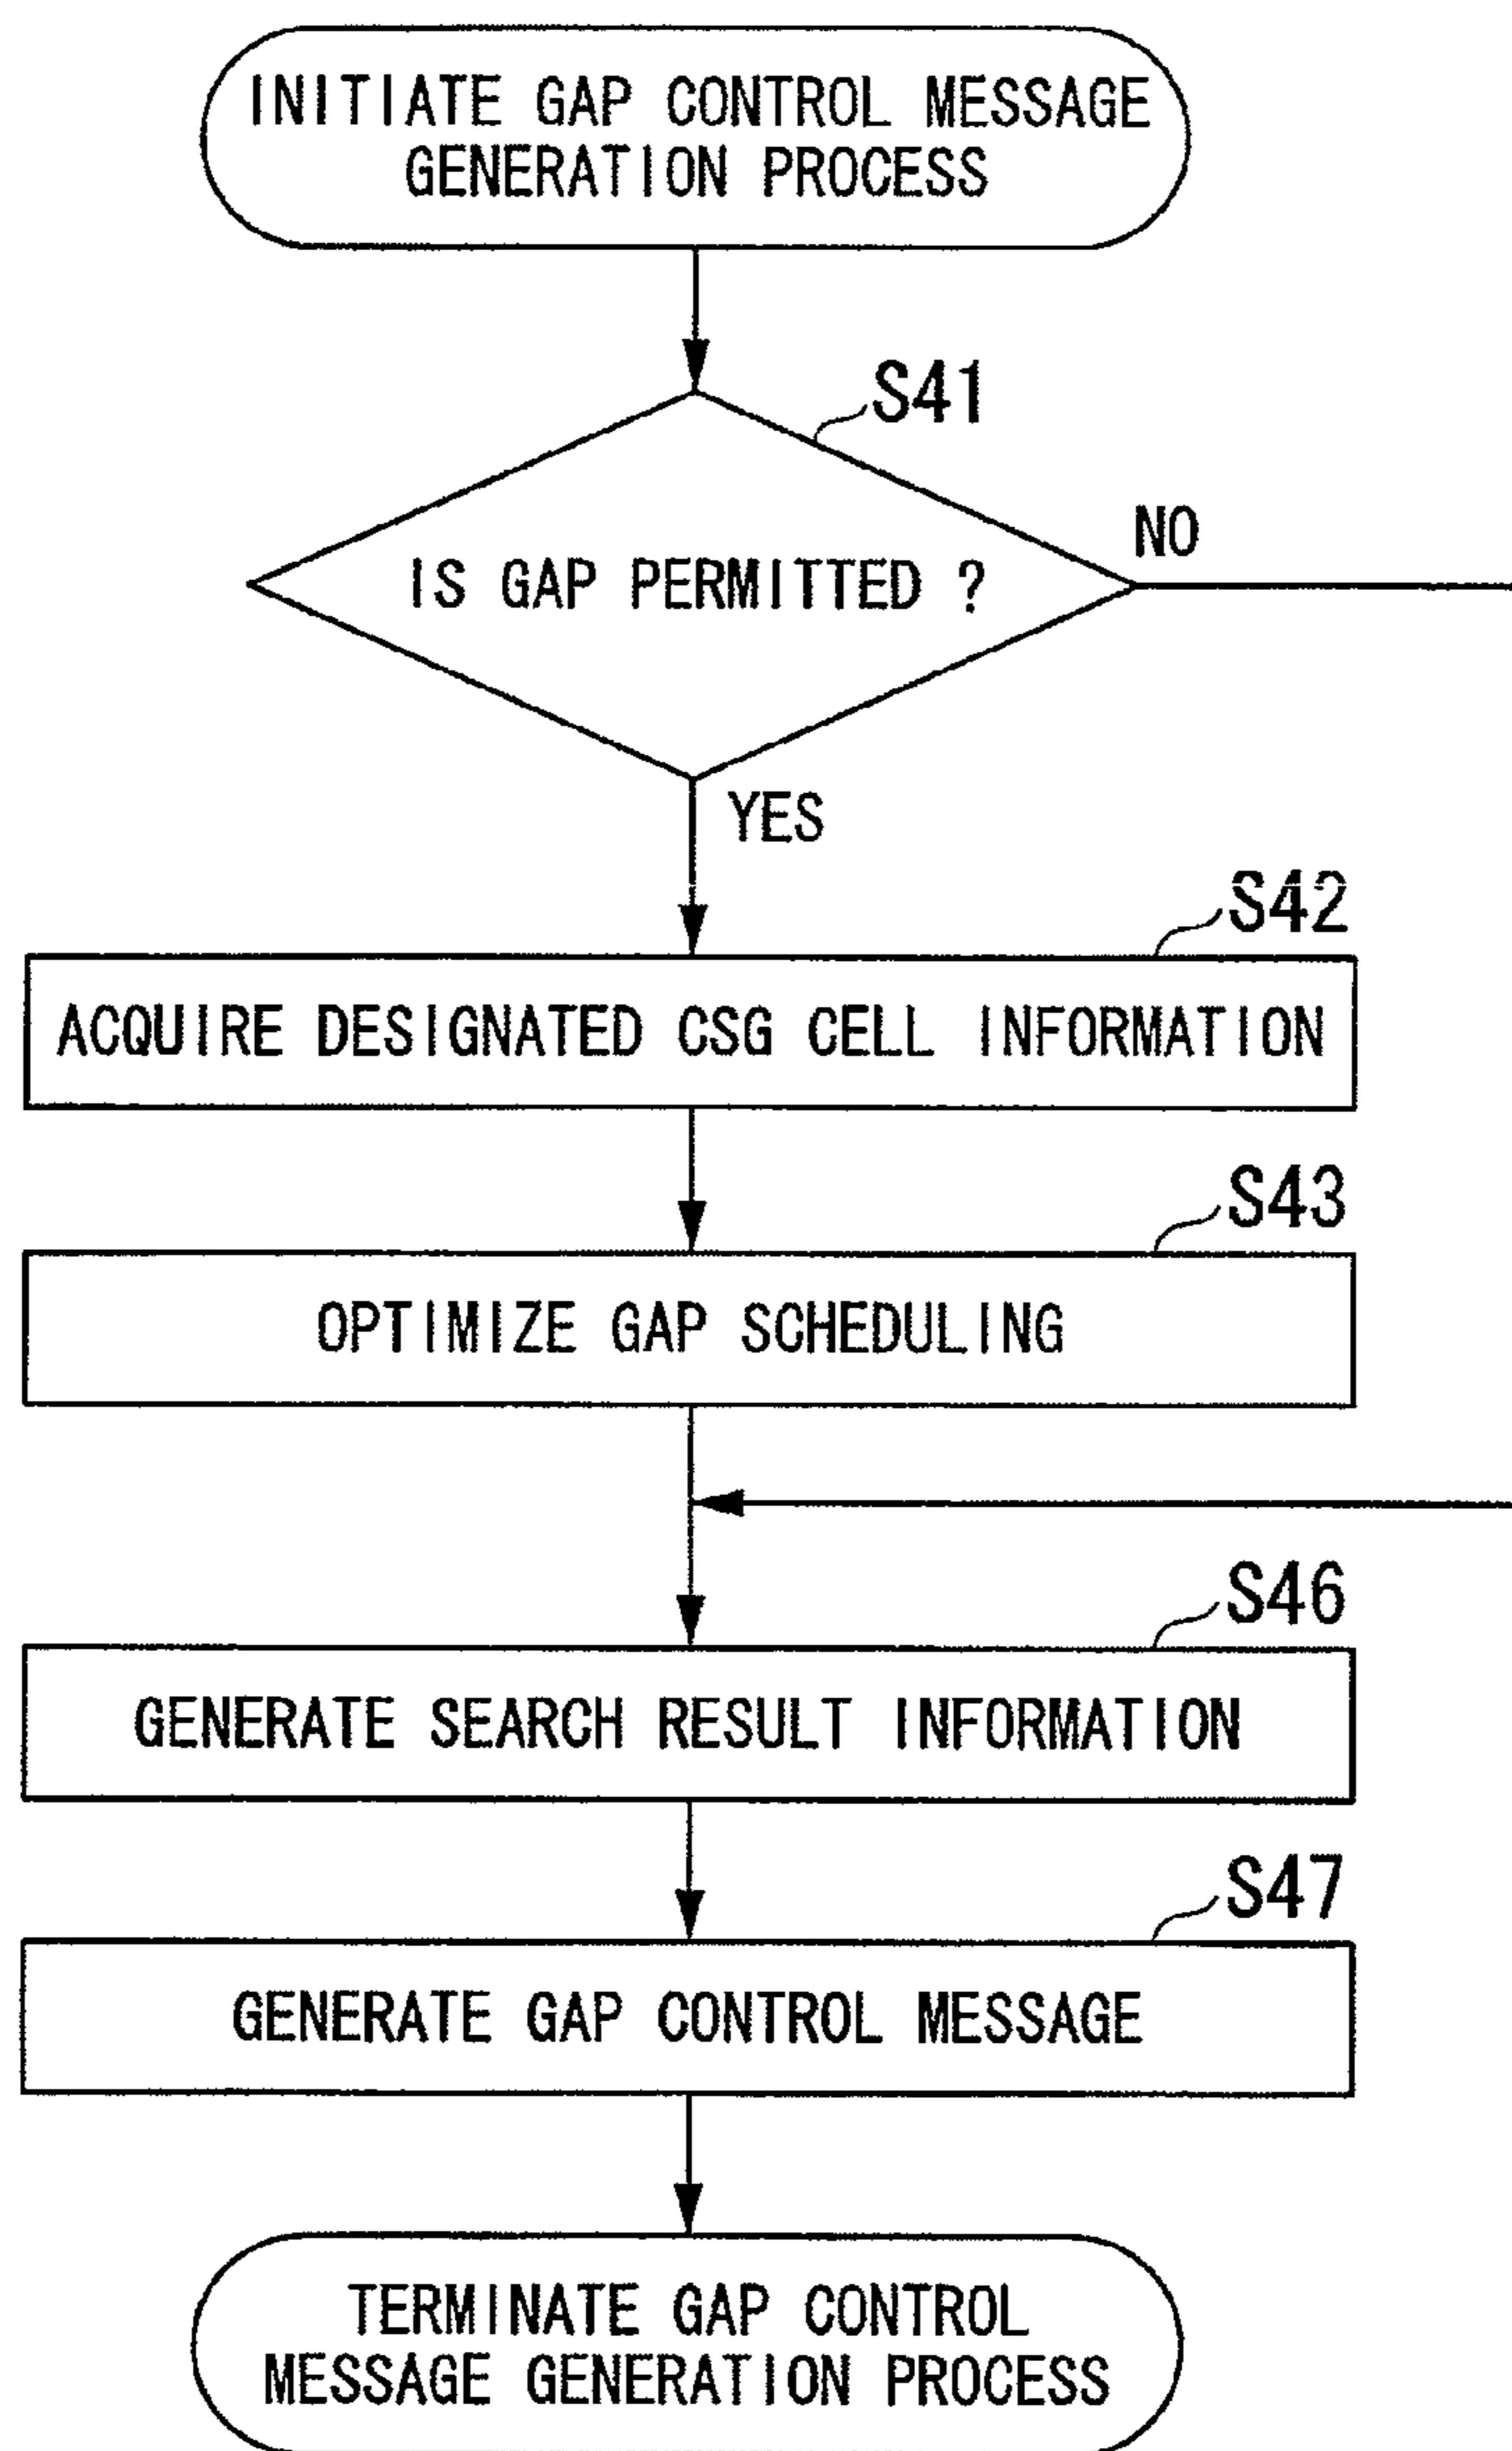 INITIATE GAP CONTROL MESSAGE
GENERATION PROCESS
S41
IS GAP PERMITTED ?
NO
YES
S42
ACQUIRE DESIGNATED CSG CELL INFORMATION
S43
OPTIMIZE GAP SCHEDULING
S46
GENERATE SEARCH RESULT INFORMATION
S47
GENERATE GAP CONTROL MESSAGE
TERMINATE GAP CONTROL
MESSAGE GENERATION PROCESS